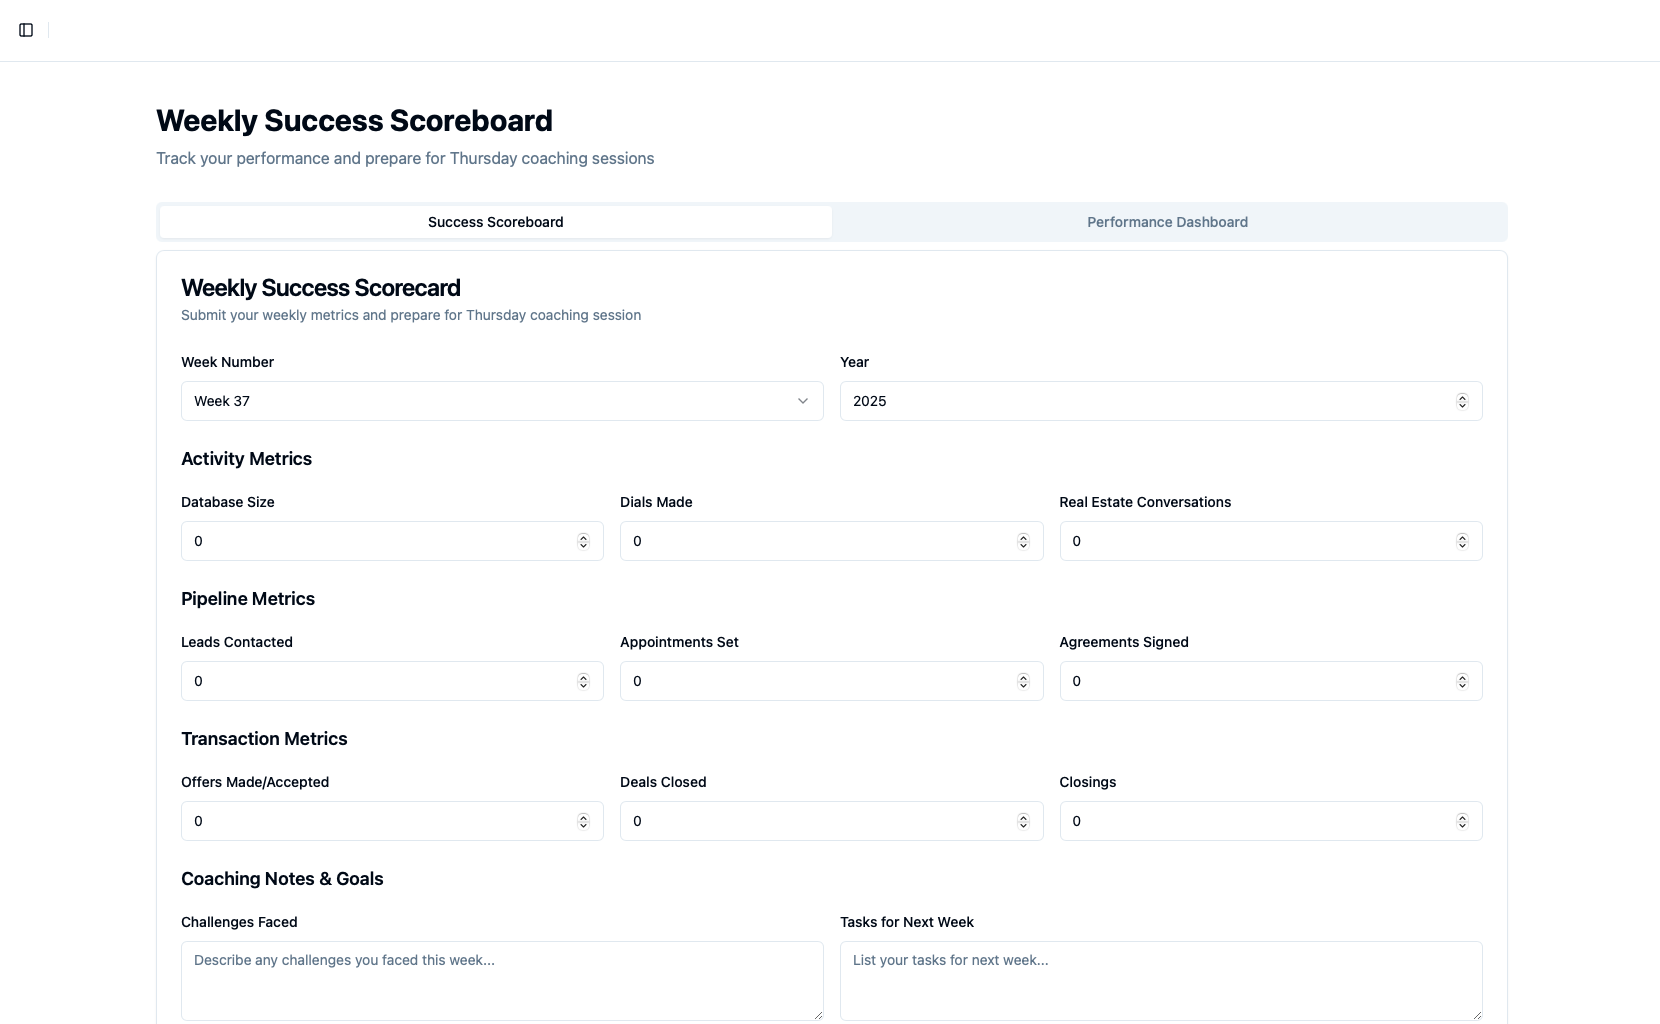 Weekly Success Scoreboard
Track your performance and prepare for Thursday coaching sessions
Success Scoreboard
Performance Dashboard
Weekly Success Scorecard
Submit your weekly metrics and prepare for Thursday coaching session
Week Number
Year
Week 37
2025
Activity Metrics
Database Size
Dials Made
Real Estate Conversations
0
0
0
Pipeline Metrics
Leads Contacted
Appointments Set
Agreements Signed
0
0
0
Transaction Metrics
Offers Made/Accepted
Deals Closed
Closings
0
0
0
Coaching Notes & Goals
Challenges Faced
Tasks for Next Week
Describe any challenges you faced this week...
List your tasks for next week...